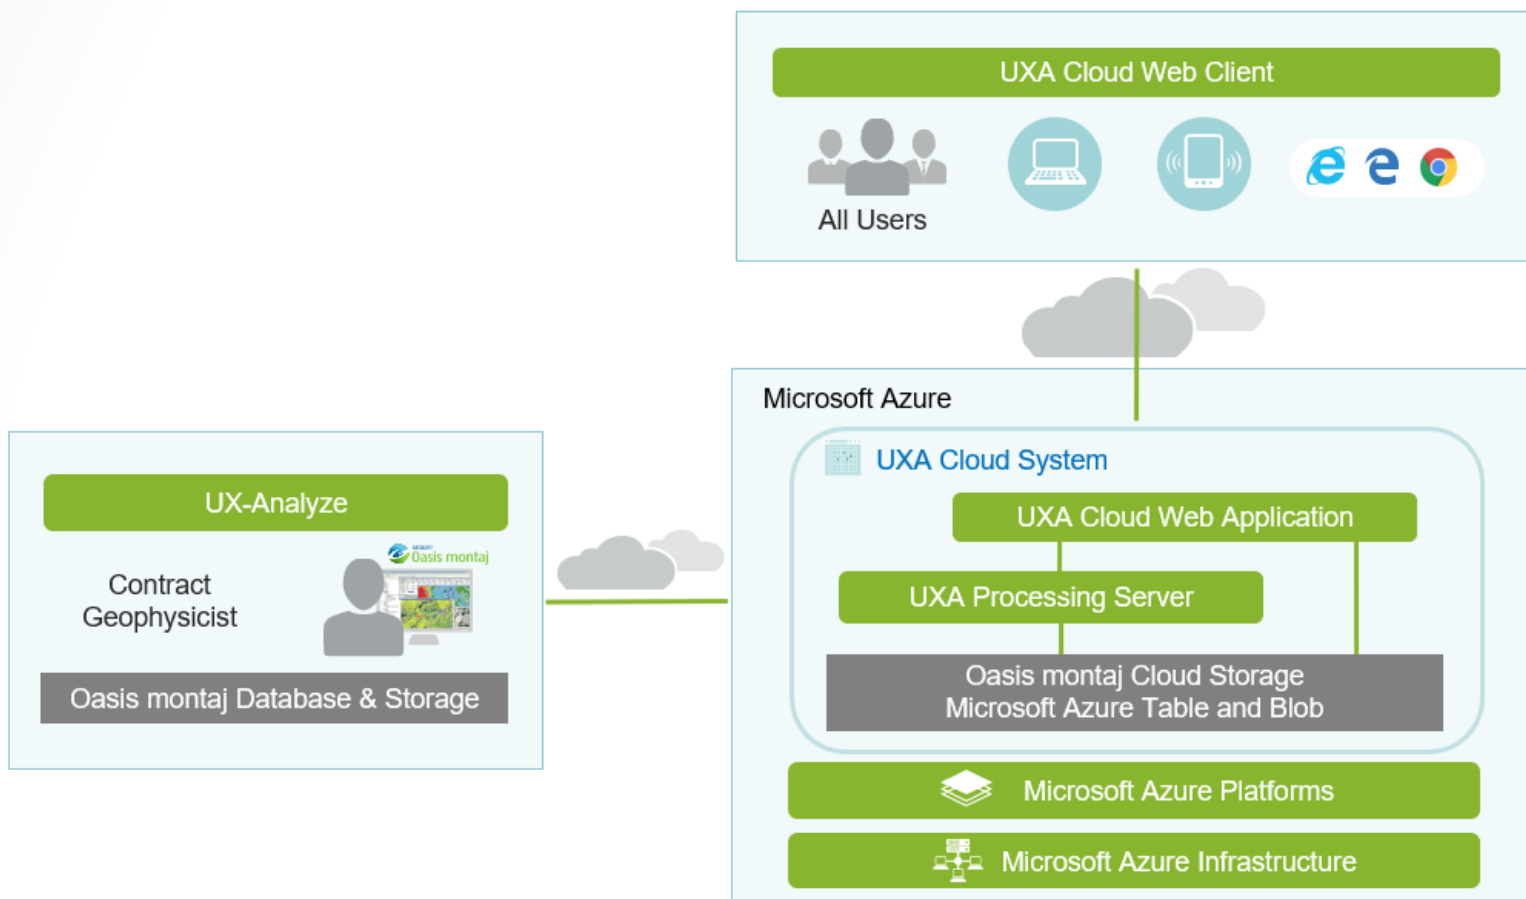 UXA Cloud Web Client
All Users
Microsoft Azure
UXA Cloud System
UXA Cloud Web Application
UXA Processing Server
Oasis montaj Cloud Storage
Microsoft Azure Table and Blob
Microsoft Azure Platforms
Microsoft Azure Infrastructure
UX-Analyze
Oasis montaj
Contract
Geophysicist
Oasis montaj Database & Storage